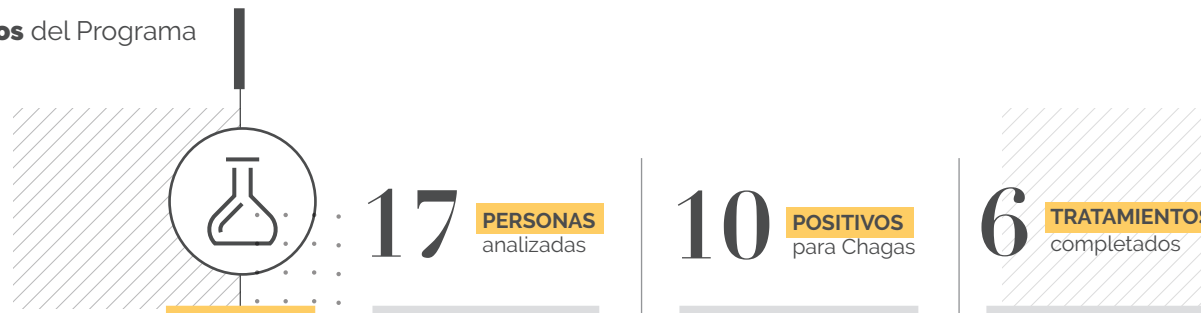 os del Programa
17 PERSONAS
analizadas
10 POSITIVOS
para Chagas
6 TRATAMIENTOS
completados